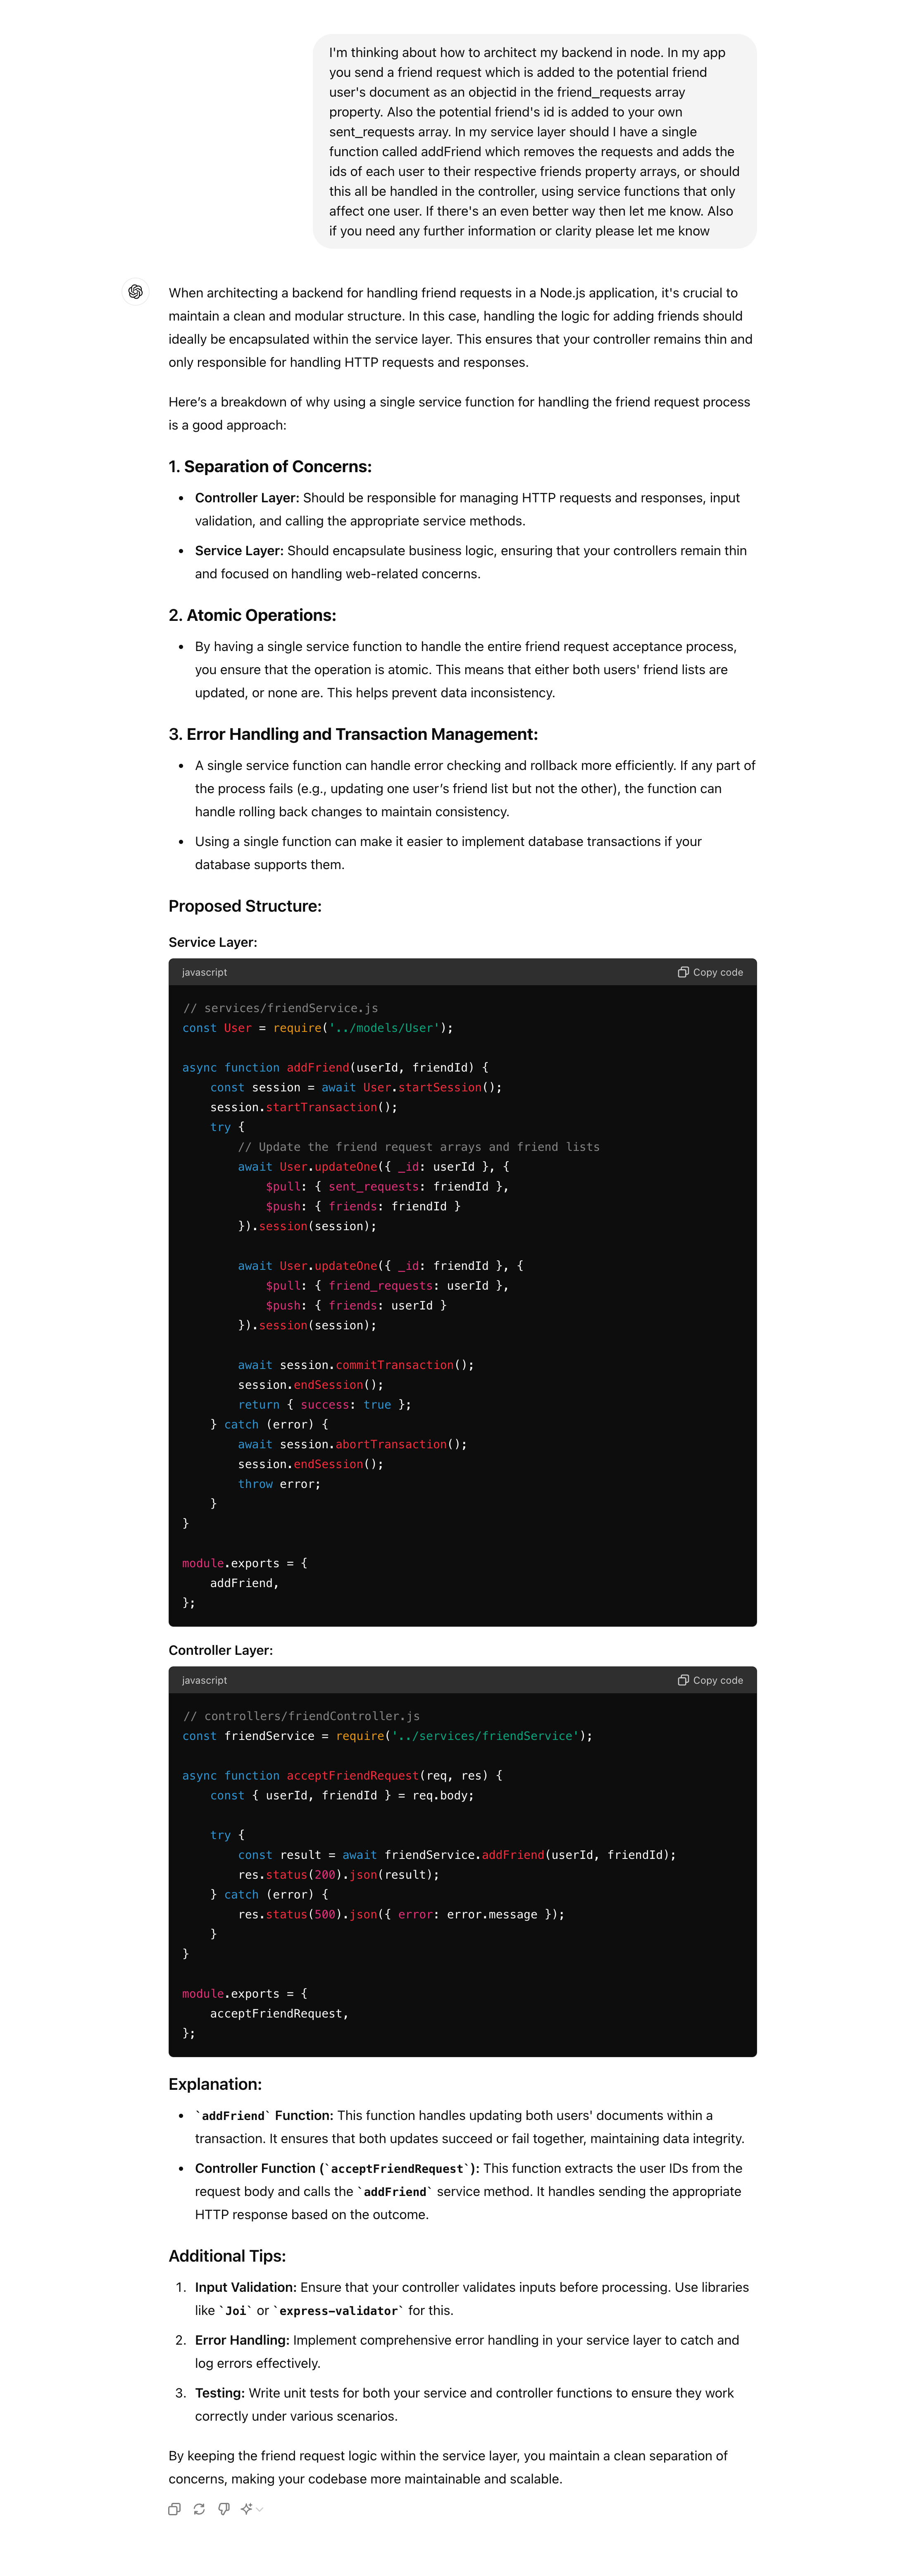 I'm thinking about how to architect my backend in node. In my app
you send a friend request which is added to the potential friend
user's document as an objectid in the friend_requests array
property. Also the potential friend's id is added to your own
sent_requests array. In my service layer should I have a single
function called addFriend which removes the requests and adds the
ids of each user to their respective friends property arrays, or should
this all be handled in the controller, using service functions that only
affect one user. If there's an even better way then let me know. Also
if you need any further information or clarity please let me know
When architecting a backend for handling friend requests in a Node.js application, it's crucial to
maintain a clean and modular structure. In this case, handling the logic for adding friends should
ideally be encapsulated within the service layer. This ensures that your controller remains thin and
only responsible for handling HTTP requests and responses.
Here's a breakdown of why using a single service function for handling the friend request process
is a good approach:
1. Separation of Concerns:
• Controller Layer: Should be responsible for managing HTTP requests and responses, input
validation, and calling the appropriate service methods.
• Service Layer: Should encapsulate business logic, ensuring that your controllers remain thin
and focused on handling web-related concerns.
2. Atomic Operations:
• By having a single service function to handle the entire friend request acceptance process,
you ensure that the operation is atomic. This means that either both users' friend lists are
updated, or none are. This helps prevent data inconsistency.
3. Error Handling and Transaction Management:
• A single service function can handle error checking and rollback more efficiently. If any part of
the process fails (e.g., updating one user's friend list but not the other), the function can
handle rolling back changes to maintain consistency.
• Using a single function can make it easier to implement database transactions if your
database supports them.
Proposed Structure:
Service Layer:
javascript Copy code
// services/friendService.js
const User = require('../models/User');
async function addFriend(userId, friendId) {
    const session = await User.startSession();
    session.startTransaction();
    try {
        // Update the friend request arrays and friend lists
        await User.updateOne({ _id: userId }, {
            $pull: { sent_requests: friendId },
            $push: { friends: friendId }
        }).session(session);
        await User.updateOne({ _id: friendId }, {
            $pull: { friend_requests: userId },
            $push: { friends: userId }
        }).session(session);
        await session.commitTransaction();
        session.endSession();
        return { success: true };
    } catch (error) {
        await session.abortTransaction();
        session.endSession();
        throw error;
    }
}
module.exports = {
    addFriend,
};
Controller Layer:
javascript Copy code
// controllers/friendController.js
const friendService = require('../services/friendService');
async function acceptFriendRequest(req, res) {
    const { userId, friendId } = req.body;
    try {
        const result = await friendService.addFriend(userId, friendId);
        res.status(200).json(result);
    } catch (error) {
        res.status(500).json({ error: error.message });
    }
}
module.exports = {
    acceptFriendRequest,
};
Explanation:
• `addFriend` Function: This function handles updating both users' documents within a
transaction. It ensures that both updates succeed or fail together, maintaining data integrity.
• Controller Function (`acceptFriendRequest`): This function extracts the user IDs from the
request body and calls the `addFriend` service method. It handles sending the appropriate
HTTP response based on the outcome.
Additional Tips:
1. Input Validation: Ensure that your controller validates inputs before processing. Use libraries
like `Joi` or `express-validator` for this.
2. Error Handling: Implement comprehensive error handling in your service layer to catch and
log errors effectively.
3. Testing: Write unit tests for both your service and controller functions to ensure they work
correctly under various scenarios.
By keeping the friend request logic within the service layer, you maintain a clean separation of
concerns, making your codebase more maintainable and scalable.